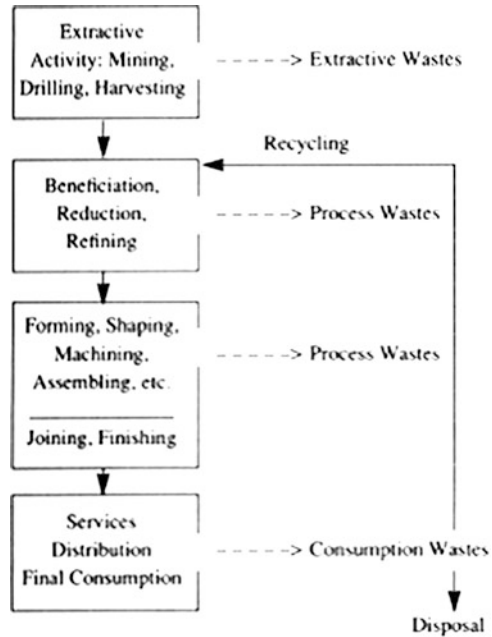 Extractive
Activity: Mining,
Drilling, Harvesting
Extractive Wastes
Recycling
Beneficiation,
Reduction,
Refining
Process Wastes
Forming, Shaping,
Machining,
Assembling, etc.
Joining, Finishing
Process Wastes
Services
Distribution
Final Consumption
Consumption Wastes
Disposal